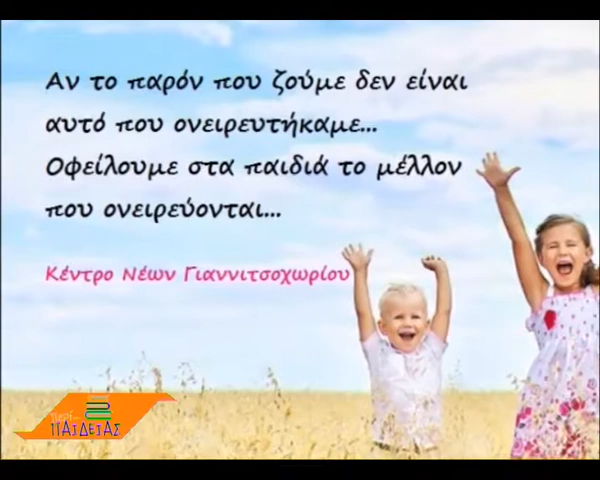 Αν το παρόν που ζούμε δεν είναι
αυτό που ονειρευτήκαμε...
Οφείλουμε στα παιδιά το μέλλον
που ονειρεύονται...
Κέντρο Νέων Γιαννιτσοχωρίου
περί...
ΠΑΙΔΕΙΑΣ